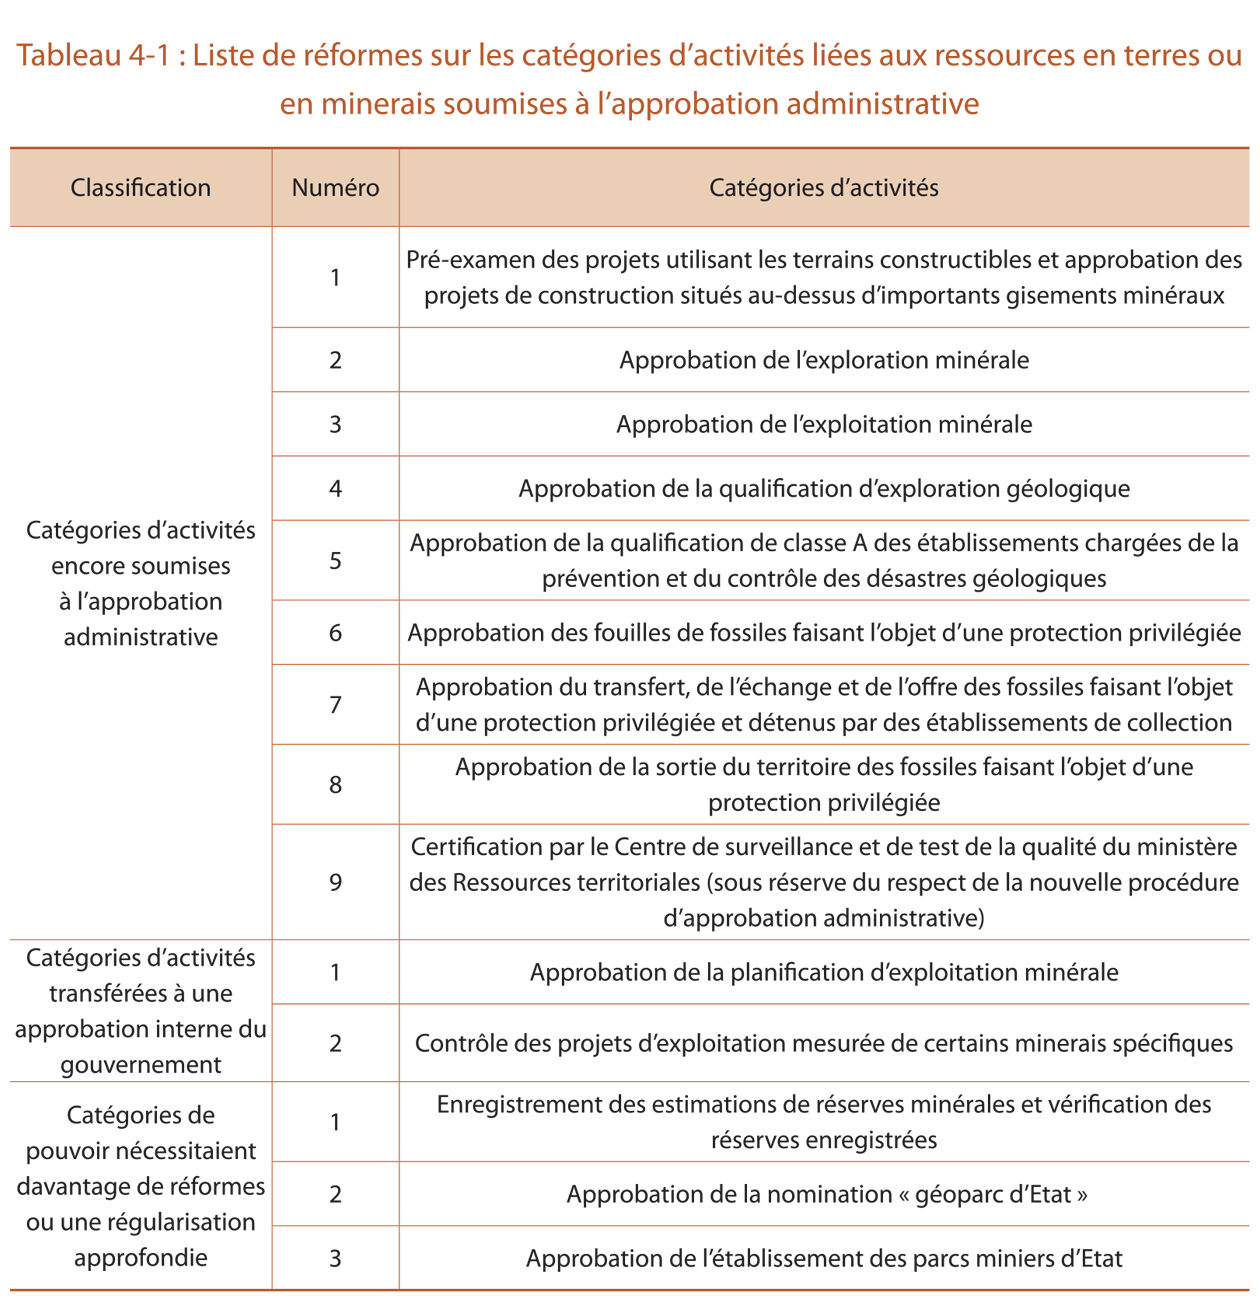 Tableau 4-1 : Liste de réformes sur les catégories d’activités liées aux ressources en terres ou
en minerais soumises à l’approbation administrative
Classification
Numéro
Catégories d’activités
Catégories d’activités
encore soumises
à l’approbation
administrative
1
Pré-examen des projets utilisant les terrains constructibles et approbation des
projets de construction situés au-dessus d’importants gisements minéraux
2
Approbation de l’exploration minérale
3
Approbation de l’exploitation minérale
4
Approbation de la qualification d’exploration géologique
5
Approbation de la qualification de classe A des établissements chargées de la
prévention et du contrôle des désastres géologiques
6
Approbation des fouilles de fossiles faisant l’objet d’une protection privilégiée
7
Approbation du transfert, de l’échange et de l’offre des fossiles faisant l’objet
d’une protection privilégiée et détenus par des établissements de collection
8
Approbation de la sortie du territoire des fossiles faisant l’objet d’une
protection privilégiée
9
Certification par le Centre de surveillance et de test de la qualité du ministère
des Ressources territoriales (sous réserve du respect de la nouvelle procédure
d’approbation administrative)
Catégories d’activités
transférées à une
approbation interne du
gouvernement
1
Approbation de la planification d’exploitation minérale
2
Contrôle des projets d’exploitation mesurée de certains minerais spécifiques
Catégories de
pouvoir nécessitaient
davantage de réformes
ou une régularisation
approfondie
1
Enregistrement des estimations de réserves minérales et vérification des
réserves enregistrées
2
Approbation de la nomination « géoparc d’Etat »
3
Approbation de l’établissement des parcs miniers d’Etat